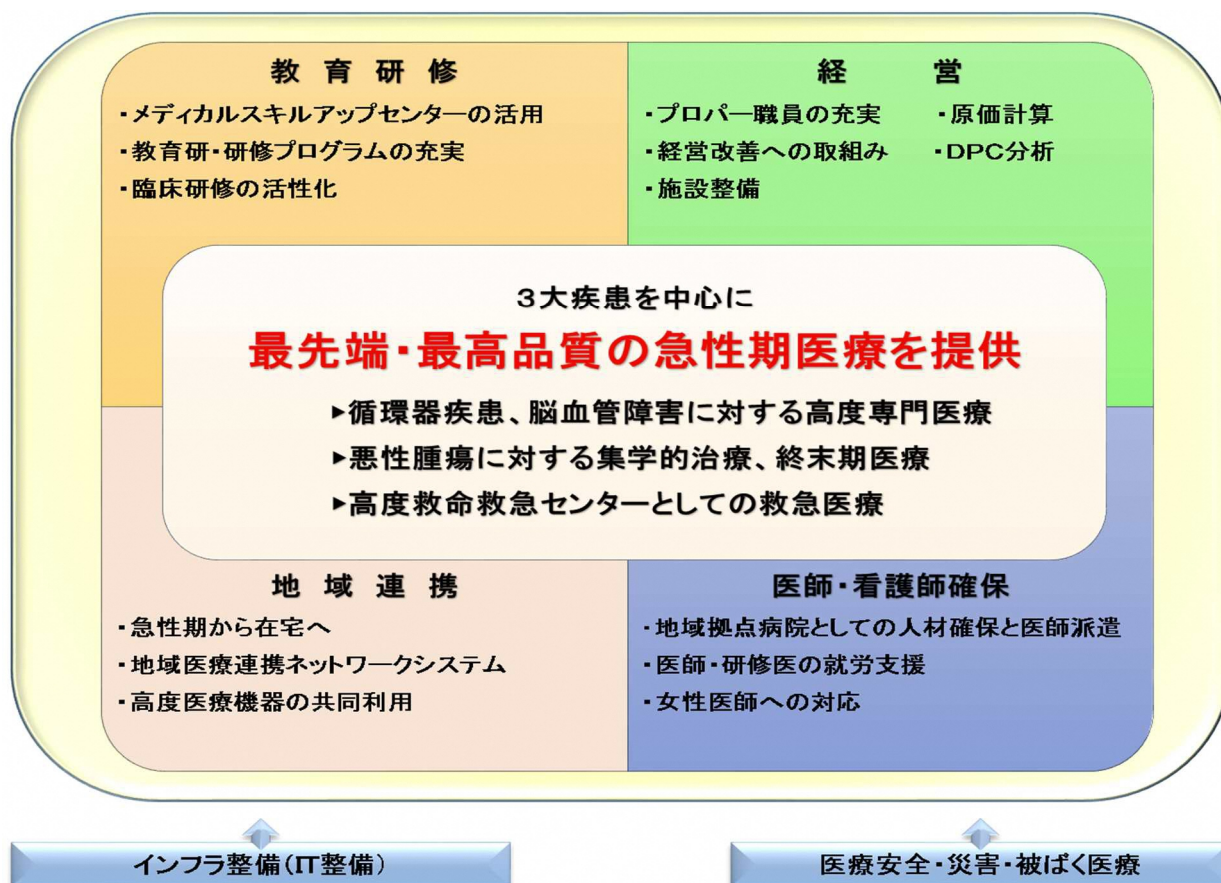 教育研修
・メディカルスキルアップセンターの活用
・教育研・研修プログラムの充実
・臨床研修の活性化
経営
・プロパー職員の充実 ・原価計算
・経営改善への取組み ・DPC分析
・施設整備
３大疾患を中心に
最先端・最高品質の急性期医療を提供
▶循環器疾患、脳血管障害に対する高度専門医療
▶悪性腫瘍に対する集学的治療、終末期医療
▶高度救命救急センターとしての救急医療
地域連携
・急性期から在宅へ
・地域医療連携ネットワークシステム
・高度医療機器の共同利用
医師・看護師確保
・地域拠点病院としての人材確保と医師派遣
・医師・研修医の就労支援
・女性医師への対応
インフラ整備(IT整備)
医療安全・災害・被ばく医療